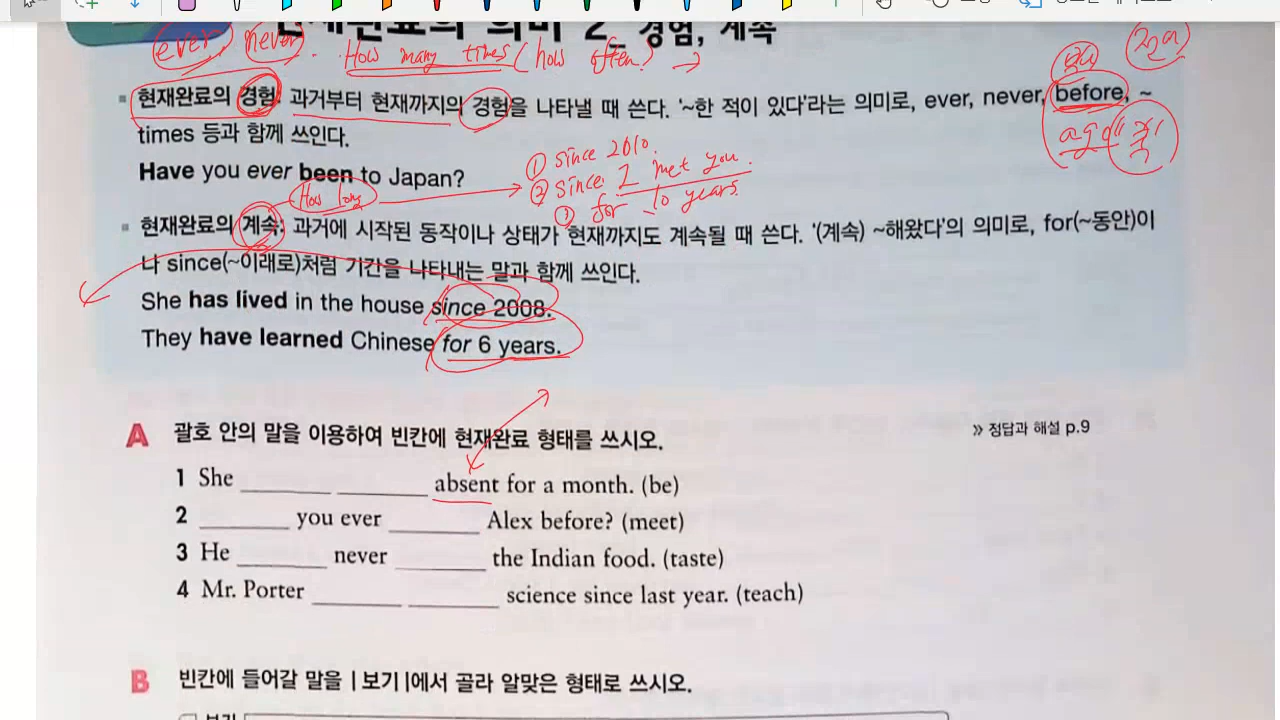 현재완료의 의미 2_ 경험, 계속
ever, never. How many times (how often?
전에
■ 현재완료의 경험: 과거부터 현재까지의 경험을 나타낼 때 쓴다. '~한 적이 있다'라는 의미로, ever, never, before, ~
times 등과 함께 쓰인다.
ago
① since 2010.
Have you ever been to Japan?
② since I met you.
How long
③ for 10 years.
■ 현재완료의 계속: 과거에 시작된 동작이나 상태가 현재까지도 계속될 때 쓴다. '(계속) ~해왔다'의 의미로, for(~동안)이
나 since(~이래로)처럼 기간을 나타내는 말과 함께 쓰인다.
She has lived in the house since 2008.
They have learned Chinese for 6 years.
A 괄호 안의 말을 이용하여 빈칸에 현재완료 형태를 쓰시오.
» 정답과 해설 p.9
1 She ________ ________ absent for a month. (be)
2 ________ you ever ________ Alex before? (meet)
3 He ________ never ________ the Indian food. (taste)
4 Mr. Porter ________ ________ science since last year. (teach)
B 빈칸에 들어갈 말을 |보기|에서 골라 알맞은 형태로 쓰시오.
보기